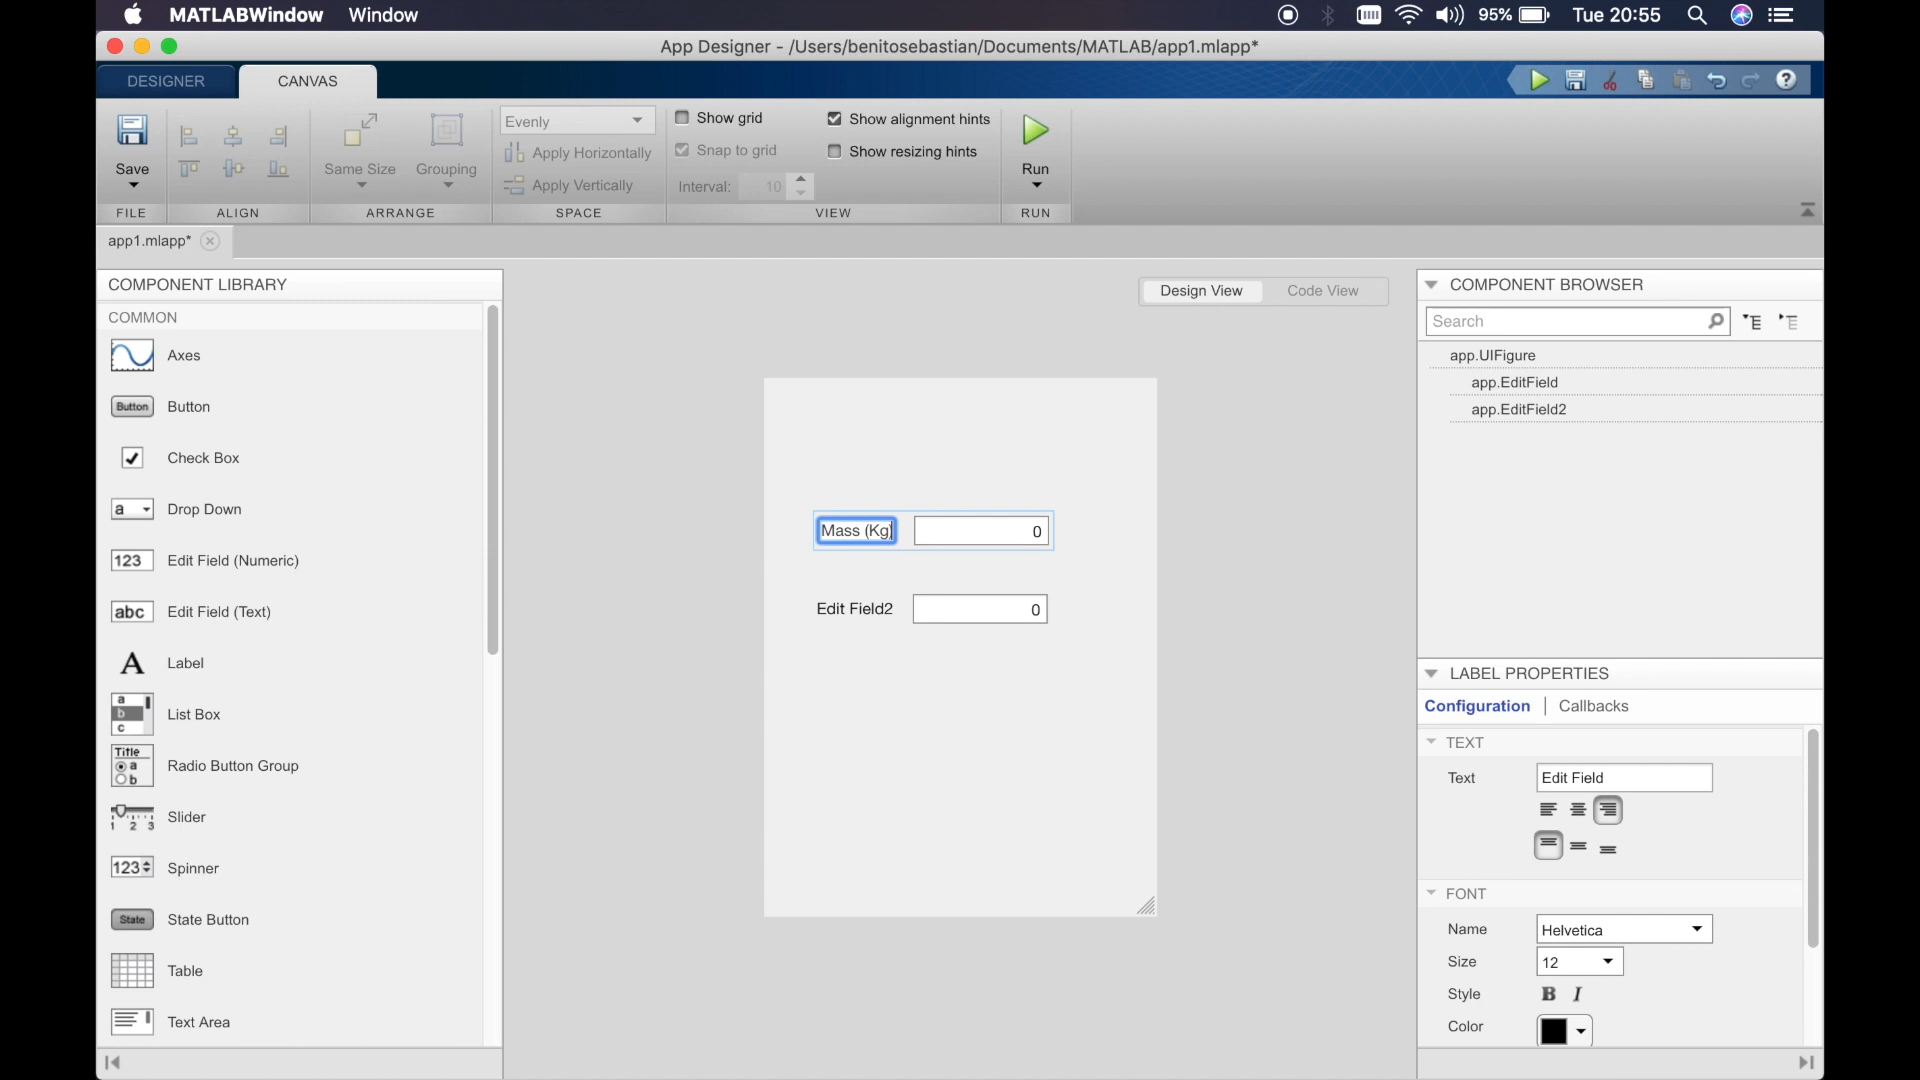 MATLABWindow Window 95% Tue 20:55
App Designer - /Users/benitosebastian/Documents/MATLAB/app1.mlapp*
DESIGNER CANVAS
Save
FILE
ALIGN
Same Size Grouping
ARRANGE
Evenly
Apply Horizontally
Apply Vertically
SPACE
Show grid
Snap to grid
Interval: 10
Show alignment hints
Show resizing hints
VIEW
Run
RUN
app1.mlapp*
COMPONENT LIBRARY
COMMON
Axes
Button Button
Check Box
a Drop Down
123 Edit Field (Numeric)
abc Edit Field (Text)
A Label
a
b
c
List Box
Title
a
b
Radio Button Group
1 2 3
Slider
123 Spinner
State State Button
Table
Text Area
Design View Code View
Mass (Kg) 0
Edit Field2 0
COMPONENT BROWSER
Search
app.UIFigure
app.EditField
app.EditField2
LABEL PROPERTIES
Configuration | Callbacks
TEXT
Text Edit Field
FONT
Name Helvetica
Size 12
Style B I
Color